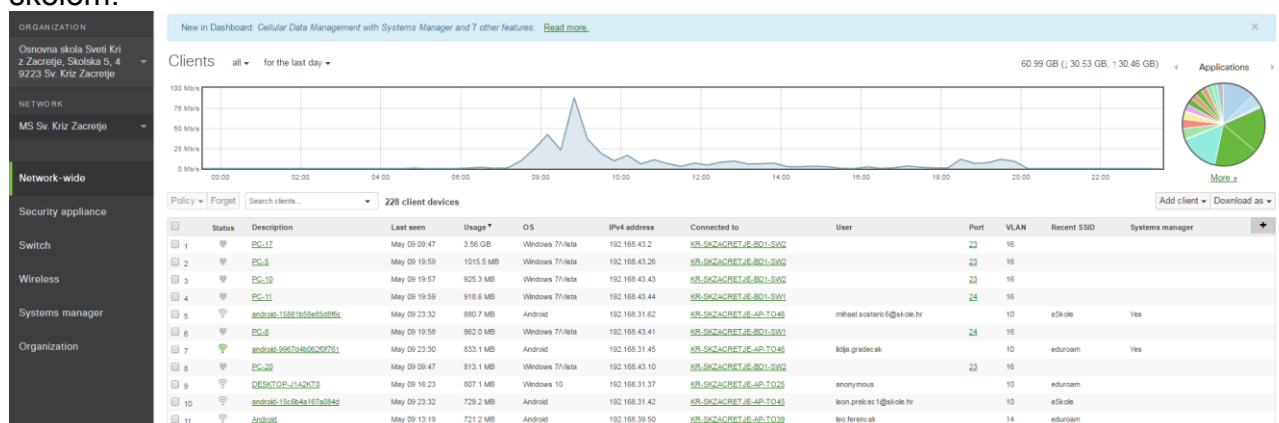 školom.
ORGANIZATION
Osnovna skola Sveti Kri
z Zacretje, Skolska 5, 4
9223 Sv. Kriz Zacretje
NETWORK
MS Sv. Kriz Zacretje
Network-wide
Security appliance
Switch
Wireless
Systems manager
Organization
New in Dashboard: Cellular Data Management with Systems Manager and 7 other features. Read more.
Clients all for the last day
60.99 GB (↓ 30.53 GB, ↑ 30.46 GB)
Applications
100 Mb/s
75 Mb/s
50 Mb/s
25 Mb/s
0 Mb/s
00:00 02:00 04:00 06:00 08:00 10:00 12:00 14:00 16:00 18:00 20:00 22:00
More »
Policy Forget Search clients... 228 client devices Add client Download as
Status Description Last seen Usage OS IPv4 address Connected to User Port VLAN Recent SSID Systems manager +
1 PC-17 May 09 09:47 3.56 GB Windows 7/Vista 192.168.43.2 KR-SKZACRETJE-BD1-SW2 23 16
2 PC-5 May 09 19:59 1015.5 MB Windows 7/Vista 192.168.43.26 KR-SKZACRETJE-BD1-SW2 23 16
3 PC-10 May 09 19:57 925.3 MB Windows 7/Vista 192.168.43.43 KR-SKZACRETJE-BD1-SW2 23 16
4 PC-11 May 09 19:59 918.6 MB Windows 7/Vista 192.168.43.44 KR-SKZACRETJE-BD1-SW1 24 16
5 android-15881b58e85d8f6c May 09 23:32 880.7 MB Android 192.168.31.62 KR-SKZACRETJE-AP-TO46 mihael.sostaric6@skole.hr 10 eSkole Yes
6 PC-8 May 09 19:58 862.0 MB Windows 7/Vista 192.168.43.41 KR-SKZACRETJE-BD1-SW1 24 16
7 android-9967d4b062f0f761 May 09 23:30 833.1 MB Android 192.168.31.45 KR-SKZACRETJE-AP-TO46 lidija.gradecak 10 eduroam Yes
8 PC-20 May 09 09:47 813.1 MB Windows 7/Vista 192.168.43.10 KR-SKZACRETJE-BD1-SW2 23 16
9 DESKTOP-J1A2KT0 May 09 16:23 807.1 MB Windows 10 192.168.31.37 KR-SKZACRETJE-AP-TO25 anonymous 10 eduroam
10 android-15c6b4a167a084d May 09 23:32 729.2 MB Android 192.168.31.42 KR-SKZACRETJE-AP-TO45 leon.prelcec1@skole.hr 10 eSkole
11 Android May 09 13:19 721.2 MB Android 192.168.39.50 KR-SKZACRETJE-AP-TO39 leo.ferencak 14 eduroam